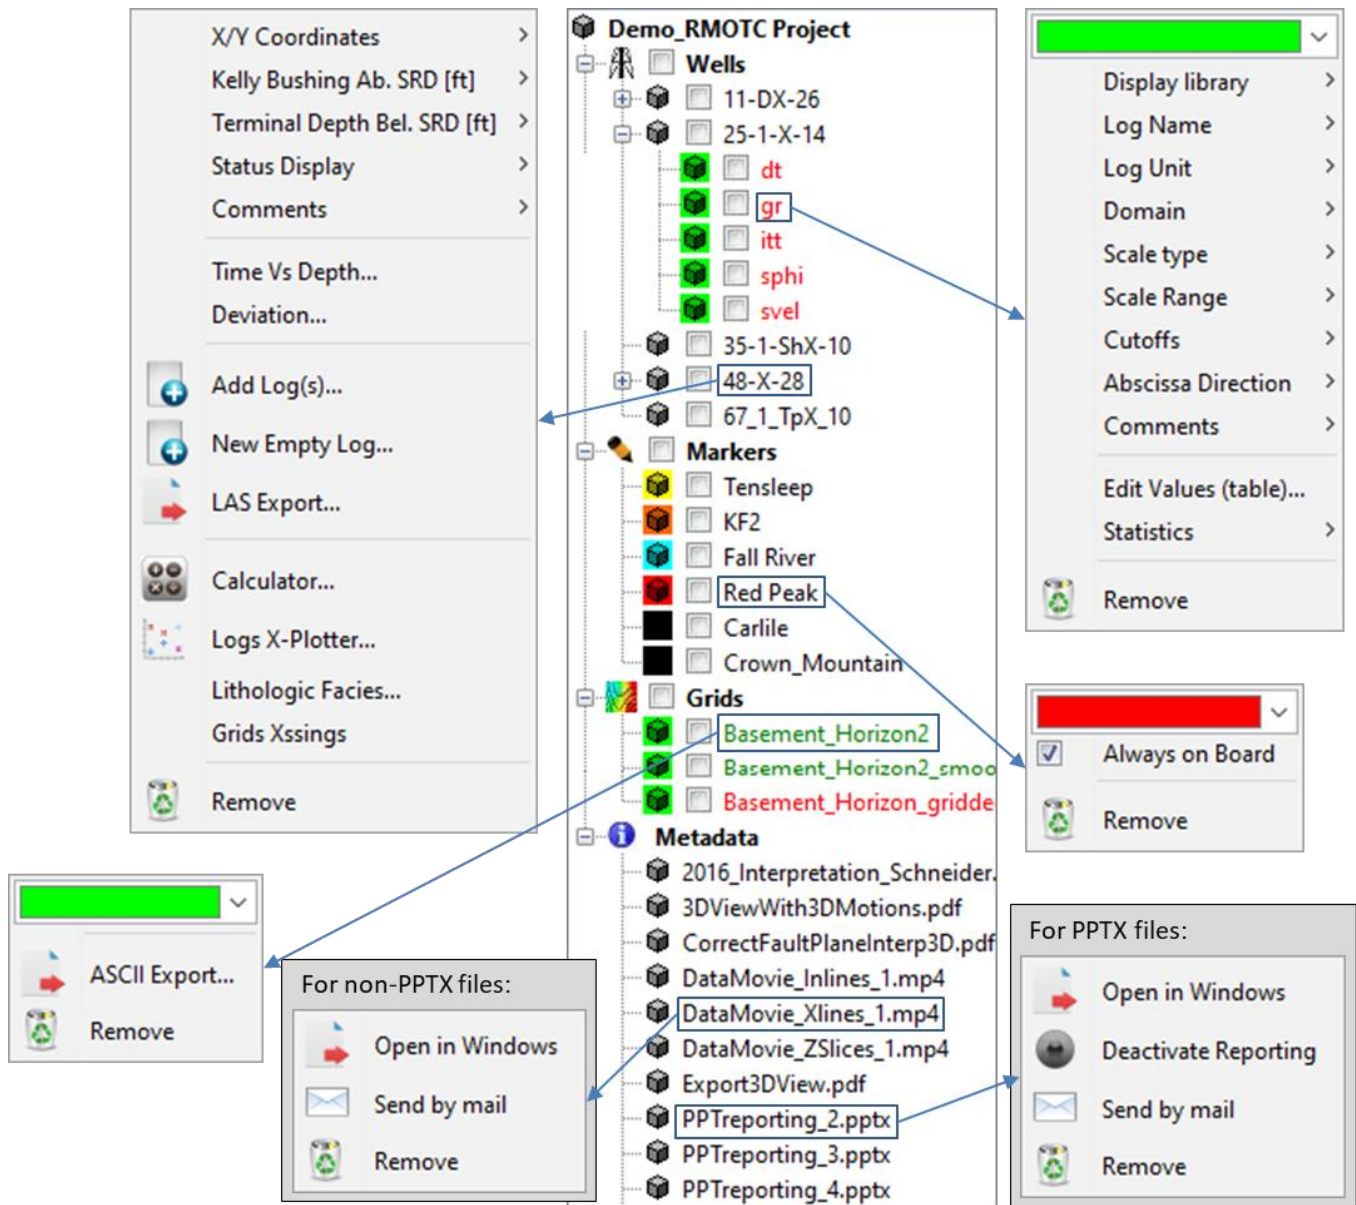 X/Y Coordinates
Kelly Bushing Ab. SRD [ft]
Terminal Depth Bel. SRD [ft]
Status Display
Comments
Time Vs Depth...
Deviation...
Add Log(s)...
New Empty Log...
LAS Export...
Calculator...
Logs X-Plotter...
Lithologic Facies...
Grids Xssings
Remove
Demo_RMOTC Project
Wells
11-DX-26
25-1-X-14
dt
gr
itt
sphi
svel
35-1-ShX-10
48-X-28
67_1_TpX_10
Markers
Tensleep
KF2
Fall River
Red Peak
Carlile
Crown_Mountain
Grids
Basement_Horizon2
Basement_Horizon2_smoo
Basement_Horizon_gridde
Metadata
2016_Interpretation_Schneider.
3DViewWith3DMotions.pdf
CorrectFaultPlaneInterp3D.pdf
DataMovie_Inlines_1.mp4
DataMovie_Xlines_1.mp4
DataMovie_ZSlices_1.mp4
Export3DView.pdf
PPTreporting_2.pptx
PPTreporting_3.pptx
PPTreporting_4.pptx
Display library
Log Name
Log Unit
Domain
Scale type
Scale Range
Cutoffs
Abscissa Direction
Comments
Edit Values (table)...
Statistics
Remove
Always on Board
Remove
ASCII Export...
Remove
For non-PPTX files:
Open in Windows
Send by mail
Remove
For PPTX files:
Open in Windows
Deactivate Reporting
Send by mail
Remove